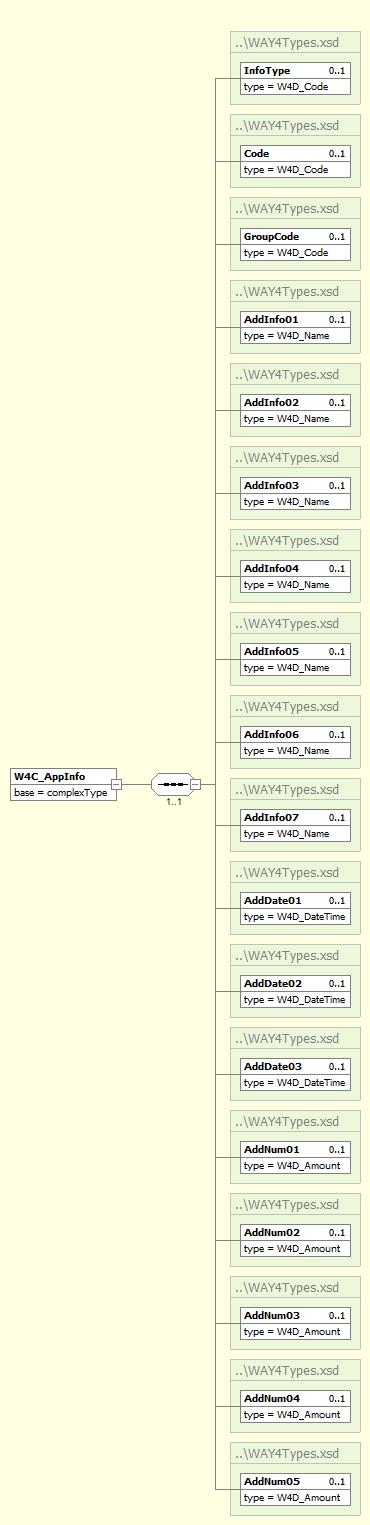 ..\WAY4Types.xsd
InfoType 0..1
type = W4D_Code
..\WAY4Types.xsd
Code 0..1
type = W4D_Code
..\WAY4Types.xsd
GroupCode 0..1
type = W4D_Code
..\WAY4Types.xsd
AddInfo01 0..1
type = W4D_Name
..\WAY4Types.xsd
AddInfo02 0..1
type = W4D_Name
..\WAY4Types.xsd
AddInfo03 0..1
type = W4D_Name
..\WAY4Types.xsd
AddInfo04 0..1
type = W4D_Name
..\WAY4Types.xsd
AddInfo05 0..1
type = W4D_Name
..\WAY4Types.xsd
AddInfo06 0..1
type = W4D_Name
W4C_AppInfo
base = complexType
1..1
..\WAY4Types.xsd
AddInfo07 0..1
type = W4D_Name
..\WAY4Types.xsd
AddDate01 0..1
type = W4D_DateTime
..\WAY4Types.xsd
AddDate02 0..1
type = W4D_DateTime
..\WAY4Types.xsd
AddDate03 0..1
type = W4D_DateTime
..\WAY4Types.xsd
AddNum01 0..1
type = W4D_Amount
..\WAY4Types.xsd
AddNum02 0..1
type = W4D_Amount
..\WAY4Types.xsd
AddNum03 0..1
type = W4D_Amount
..\WAY4Types.xsd
AddNum04 0..1
type = W4D_Amount
..\WAY4Types.xsd
AddNum05 0..1
type = W4D_Amount